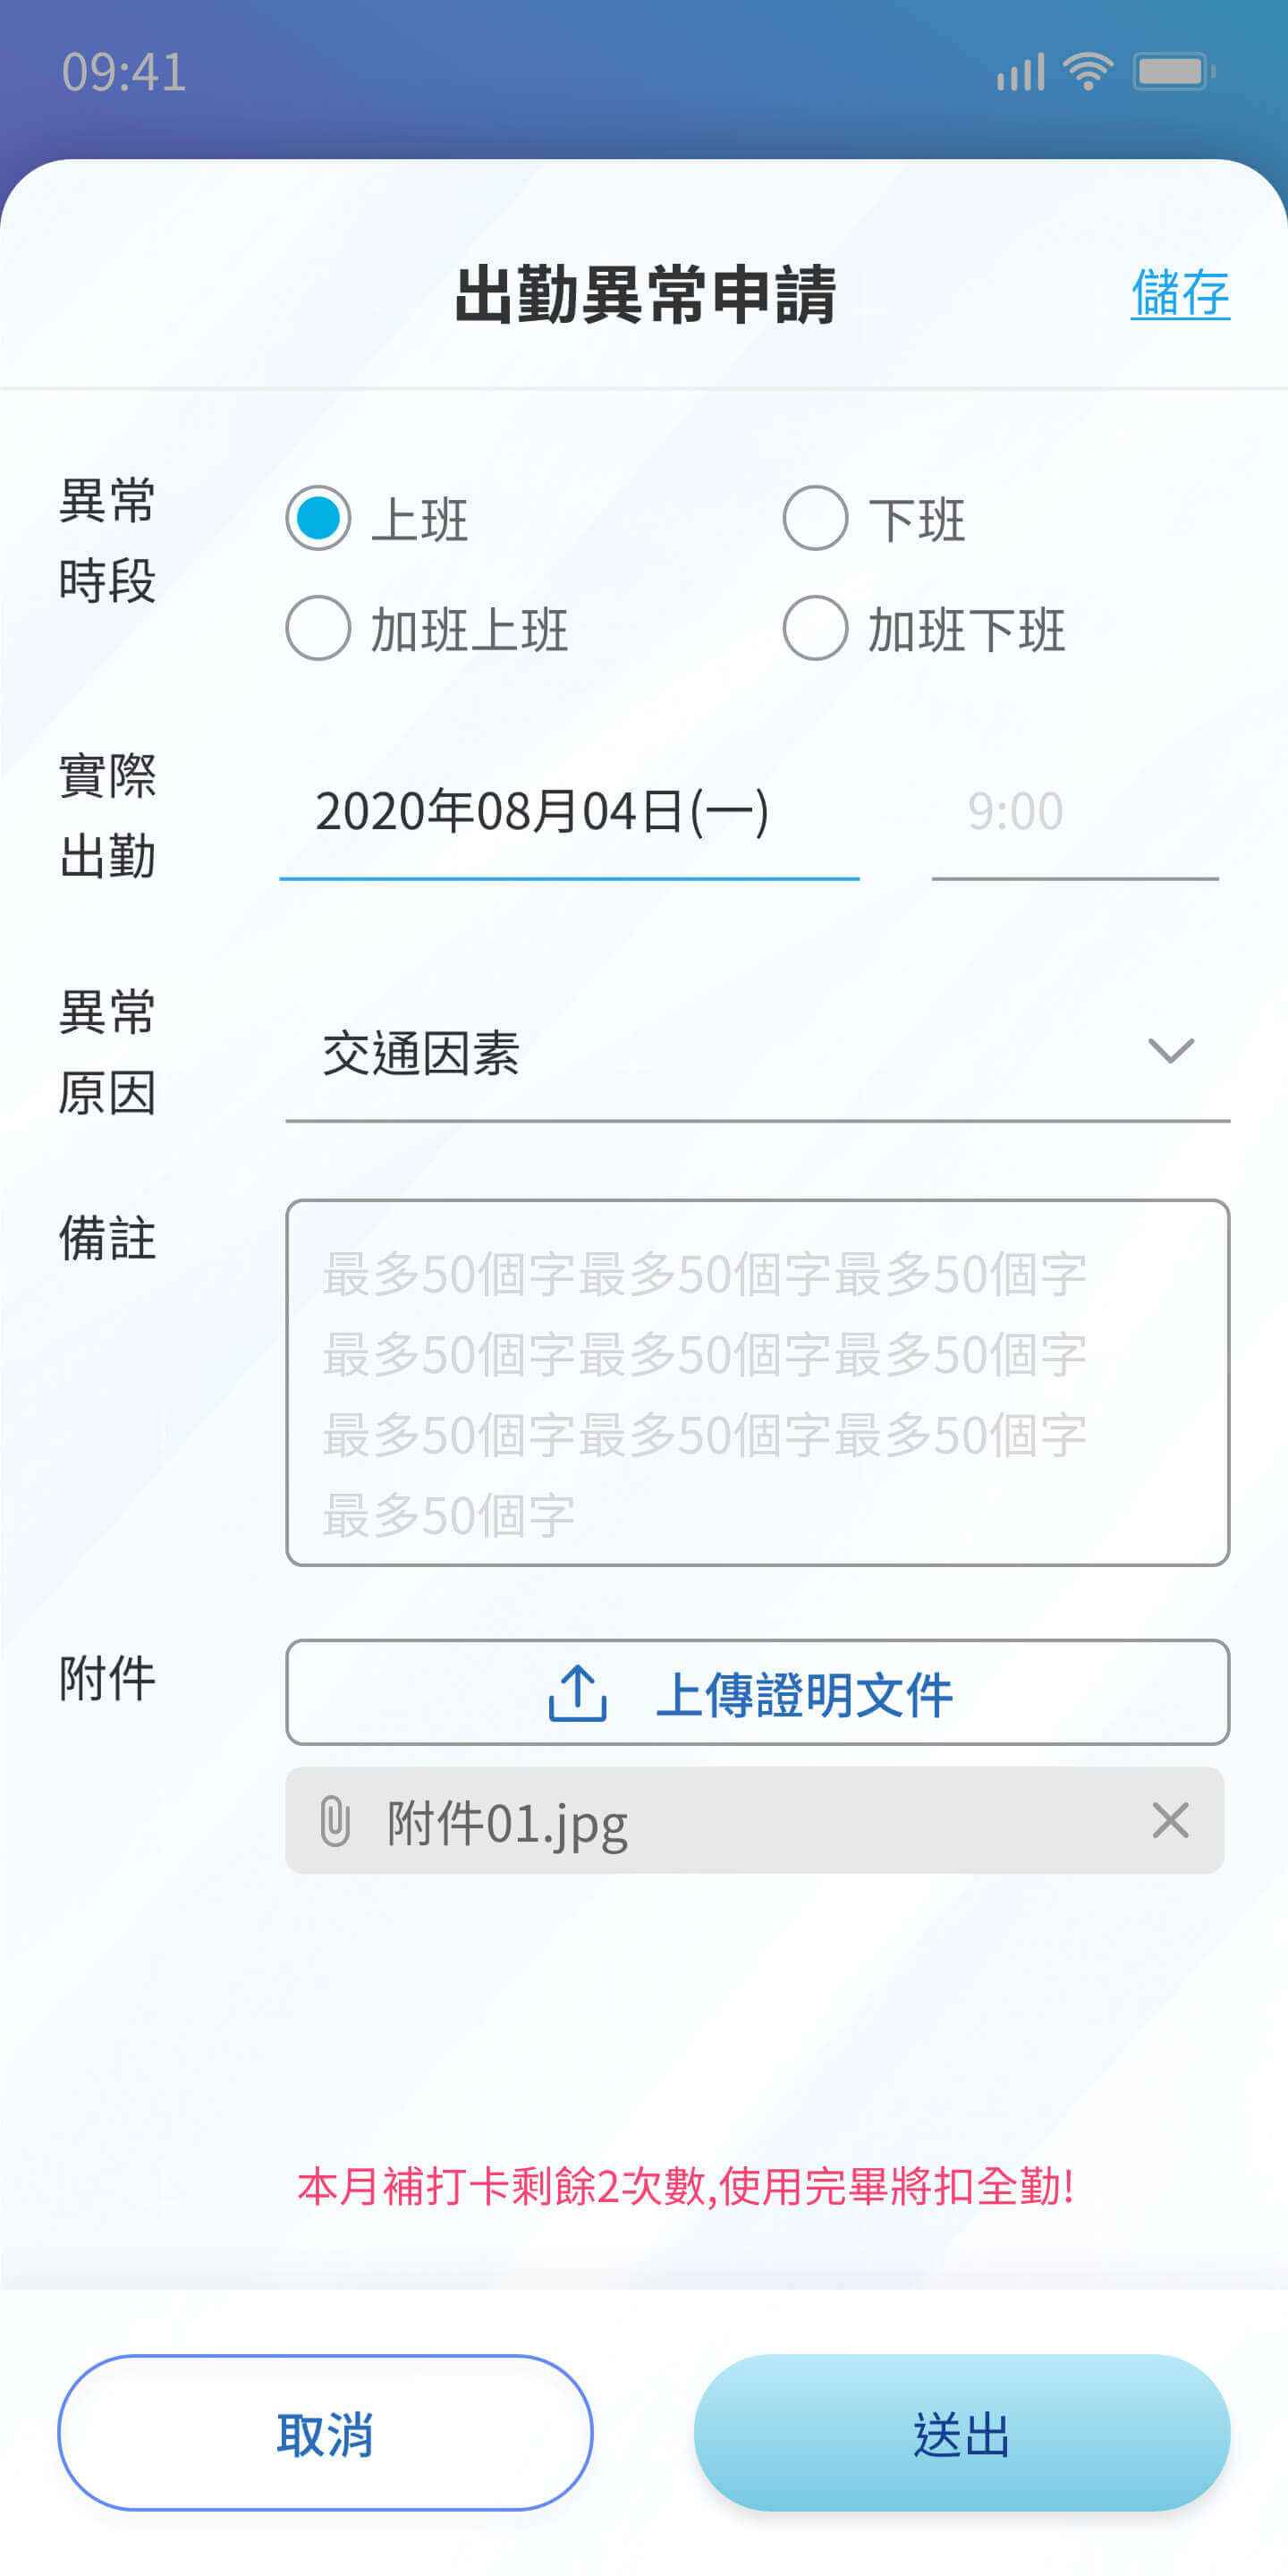 09:41
出勤異常申請
儲存
異常
時段
上班
下班
加班上班
加班下班
實際
出勤
2020年08月04日(一)
9:00
異常
原因
交通因素
備註
最多50個字最多50個字最多50個字
最多50個字最多50個字最多50個字
最多50個字最多50個字最多50個字
最多50個字
附件
上傳證明文件
附件01.jpg
本月補打卡剩餘2次數,使用完畢將扣全勤!
取消
送出